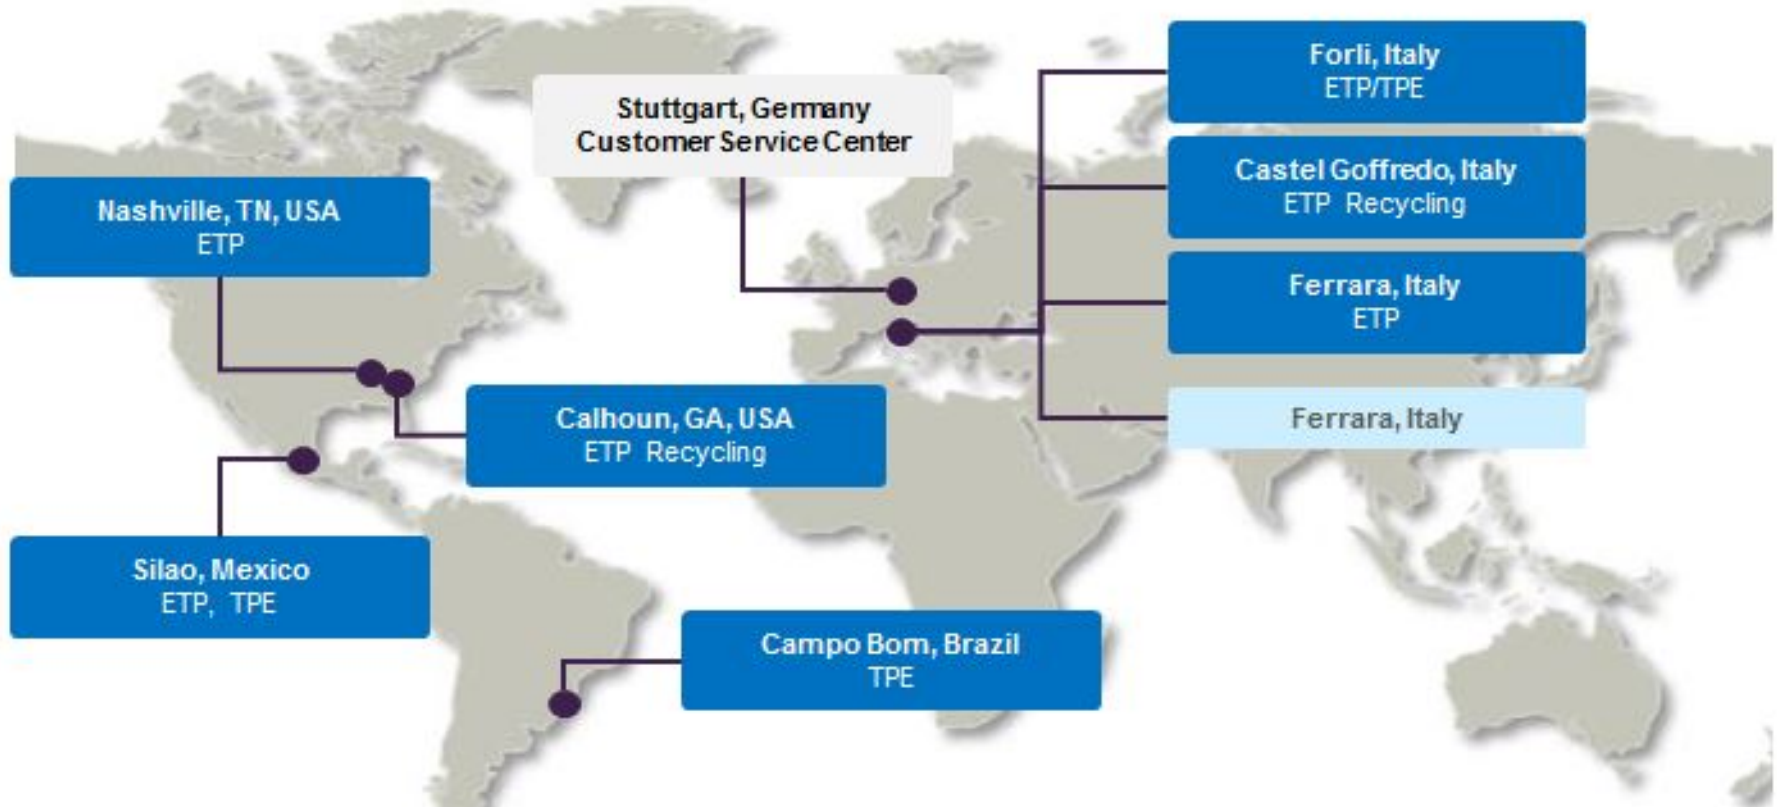 Forli, Italy
ETP/TPE
Stuttgart, Germany
Customer Service Center
Castel Goffredo, Italy
ETP Recycling
Nashville, TN, USA
ETP
Ferrara, Italy
ETP
Calhoun, GA, USA
ETP Recycling
Ferrara, Italy
Silao, Mexico
ETP, TPE
Campo Bom, Brazil
TPE